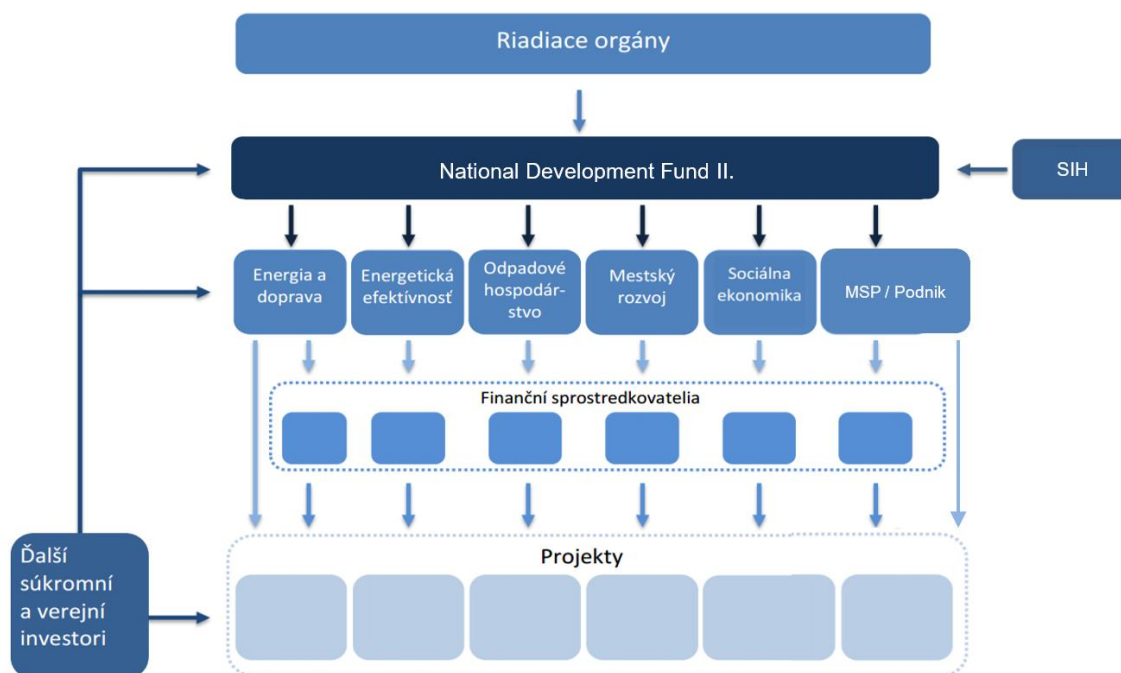 Riadiace orgány
National Development Fund II.
SIH
Energia a
doprava
Energetická
efektívnosť
Odpadové
hospodár-
stvo
Mestský
rozvoj
Sociálna
ekonomika
MSP / Podnik
Finanční sprostredkovatelia
Projekty
Ďalší
súkromní
a verejní
investori